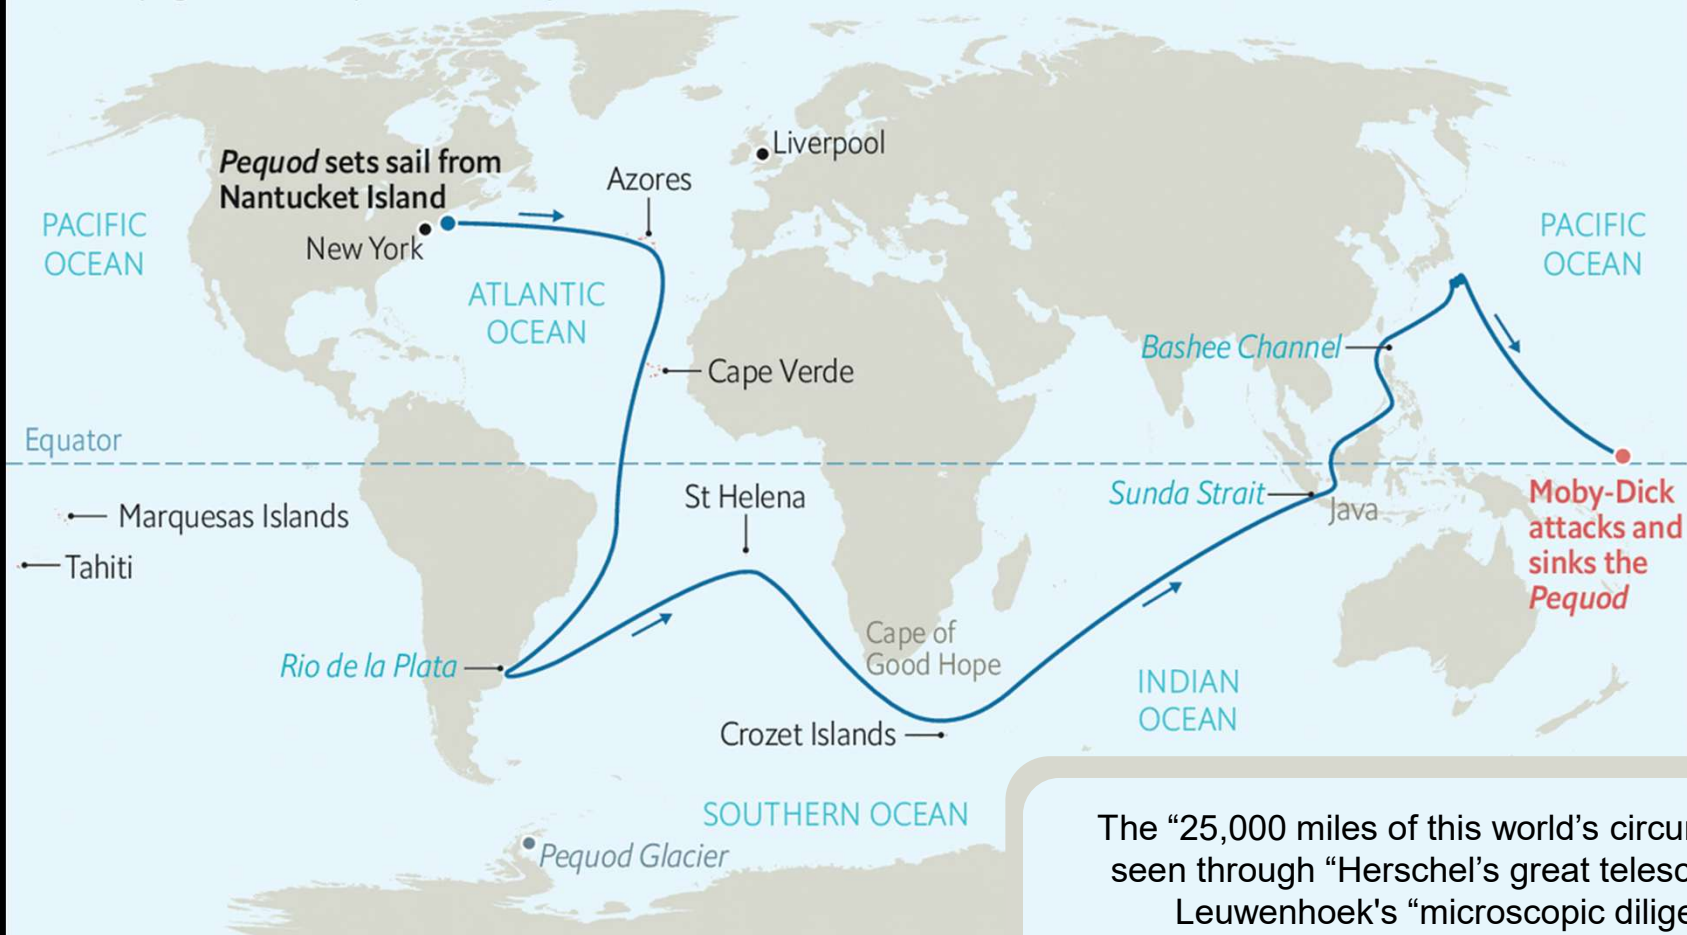 Pequod sets sail from
Nantucket Island
New York
Azores
Liverpool
PACIFIC
OCEAN
ATLANTIC
OCEAN
PACIFIC
OCEAN
Cape Verde
Bashee Channel
Equator
Marquesas Islands
Tahiti
St Helena
Sunda Strait
Java
Moby-Dick
attacks and
sinks the
Pequod
Rio de la Plata
Cape of
Good Hope
Crozet Islands
INDIAN
OCEAN
SOUTHERN OCEAN
Pequod Glacier
The “25,000 miles of this world’s
seen through “Herschel’s great
Leuwenhoek's “microscopic